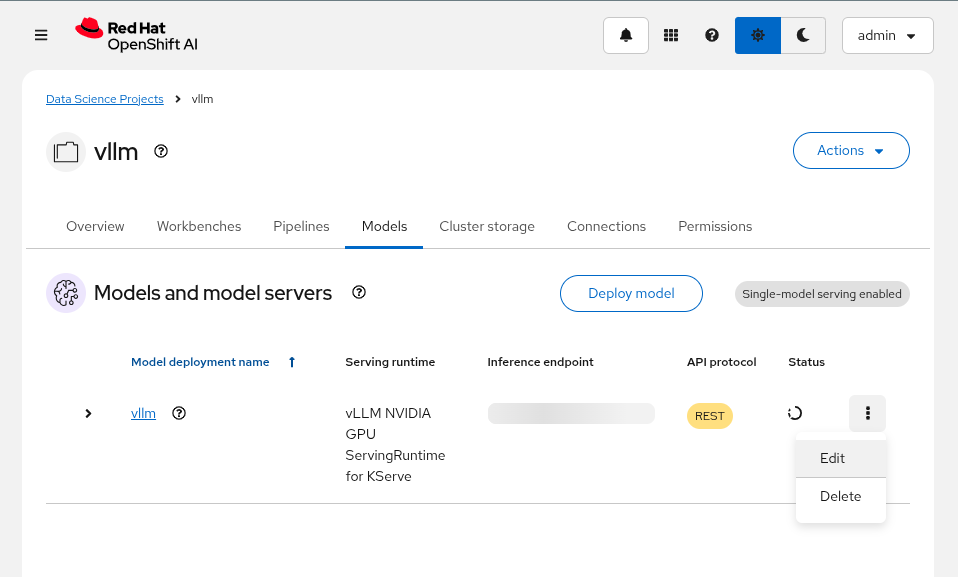 Red Hat
OpenShift AI
admin
Data Science Projects
vllm
vllm
Actions
Overview
Workbenches
Pipelines
Models
Cluster storage
Connections
Permissions
Models and model servers
Deploy model
Single-model serving enabled
Model deployment name
Serving runtime
Inference endpoint
API protocol
Status
vllm
vLLM NVIDIA
GPU
ServingRuntime
for KServe
REST
Edit
Delete